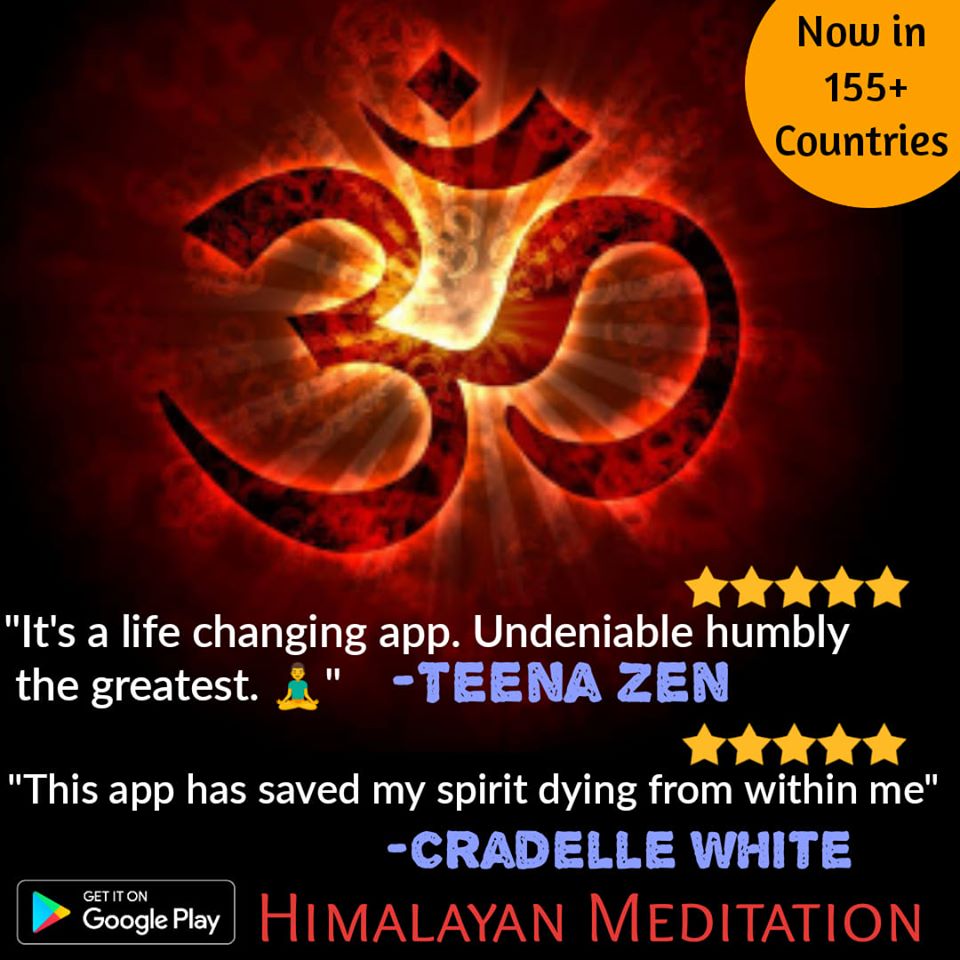 Now in
155+
Countries
ॐ
"It's a life changing app. Undeniable humbly
the greatest. 🧘‍♂️" -TEENA ZEN
"This app has saved my spirit dying from within me"
-CRADELLE WHITE
GET IT ON
Google Play
HIMALAYAN MEDITATION